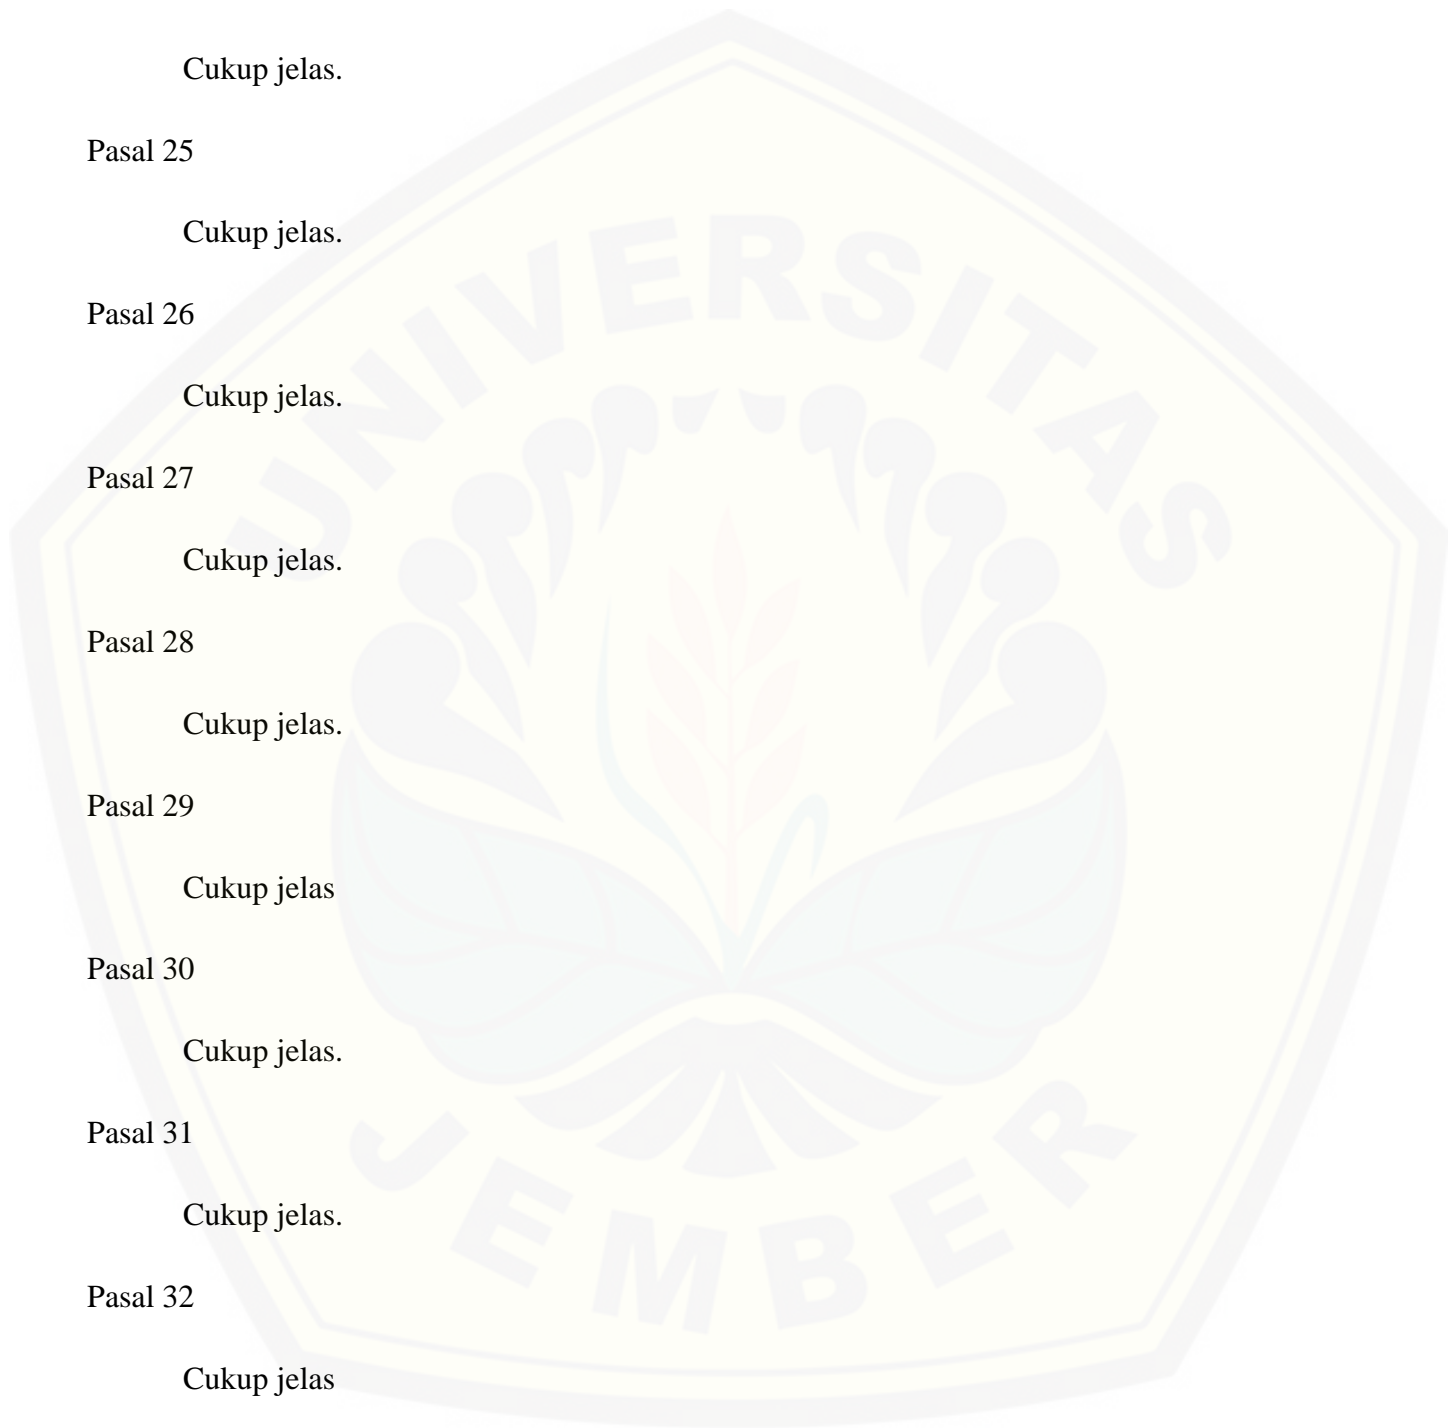 Cukup jelas.
Pasal 25
Cukup jelas.
Pasal 26
Cukup jelas.
Pasal 27
Cukup jelas.
Pasal 28
Cukup jelas.
Pasal 29
Cukup jelas
Pasal 30
Cukup jelas.
Pasal 31
Cukup jelas.
Pasal 32
Cukup jelas
UNIVERSITAS
JEMBER